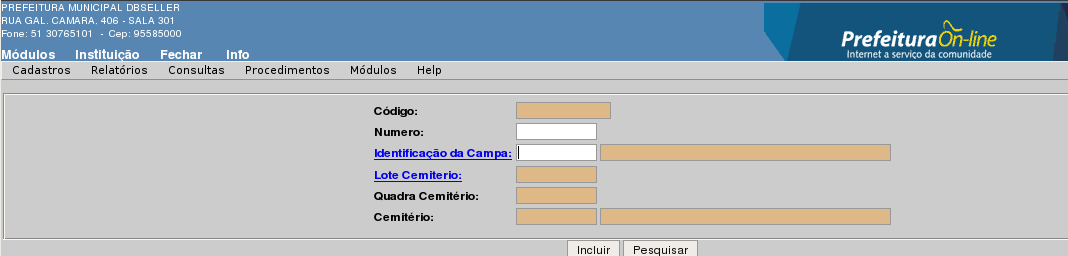 PREFEITURA MUNICIPAL DBSELLER
RUA GAL. CAMARA. 406 - SALA 301
Fone: 51 30765101 - Cep: 95585000
Módulos Instituição Fechar Info
PrefeituraOn-line
Internet a serviço da comunidade
Cadastros Relatórios Consultas Procedimentos Módulos Help
Código:
Numero:
Identificação da Campa:
Lote Cemiterio:
Quadra Cemitério:
Cemitério:
Incluir Pesquisar